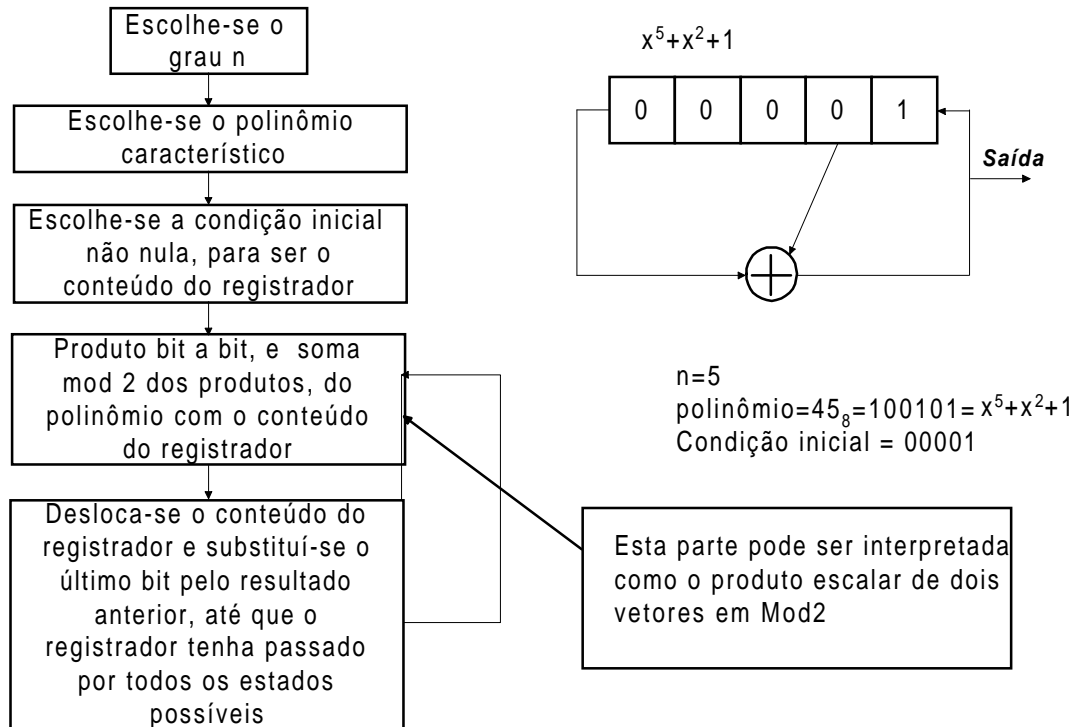 Escolhe-se o
grau n
Escolhe-se o polinômio
característico
Escolhe-se a condição inicial
não nula, para ser o
conteúdo do registrador
Produto bit a bit, e soma
mod 2 dos produtos, do
polinômio com o conteúdo
do registrador
Desloca-se o conteúdo do
registrador e substituí-se o
último bit pelo resultado
anterior, até que o
registrador tenha passado
por todos os estados
possíveis
x⁵+x²+1
0 0 0 0 1
Saída
n=5
polinômio=45₈=100101=x⁵+x²+1
Condição inicial = 00001
Esta parte pode ser interpretada
como o produto escalar de dois
vetores em Mod2